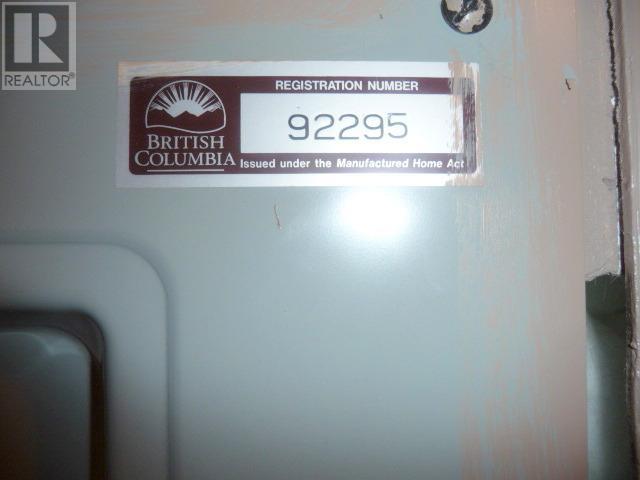 R
REALTOR®
REGISTRATION NUMBER
92295
BRITISH
COLUMBIA
Issued under the Manufactured Home Act